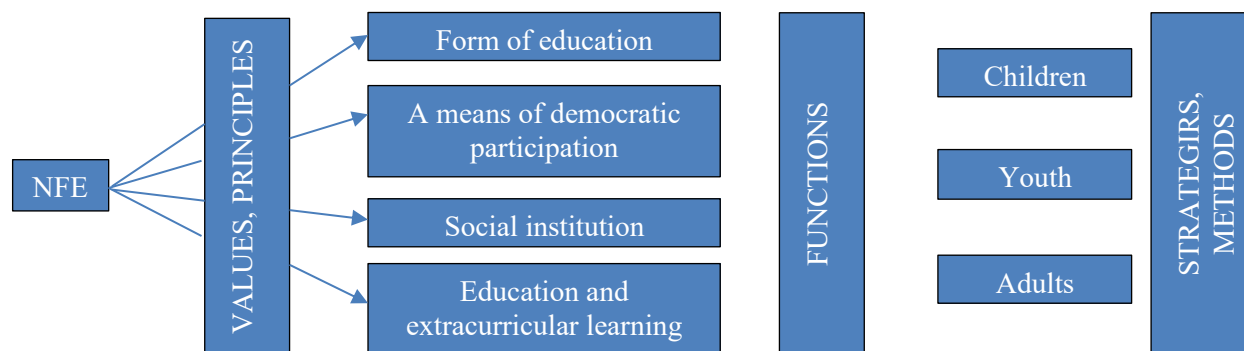 NFE
VALUES, PRINCIPLES
Form of education
A means of democratic
participation
Social institution
Education and
extracurricular learning
FUNCTIONS
Children
Youth
Adults
STRATEGIRS,
METHODS